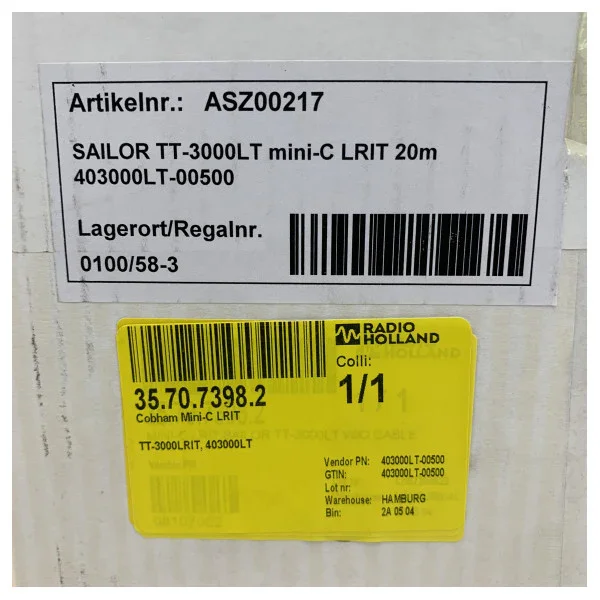 Artikelnr.: ASZ00217
SAILOR TT-3000LT mini-C LRIT 20m
403000LT-00500
Lagerort/Regalnr.
0100/58-3
RADIO
HOLLAND
Colli:
35.70.7398.2
1/1
Cobham Mini-C LRIT
TT-3000LRIT, 403000LT
Vendor PN: 403000LT-00500
GTIN: 403000LT-00500
Lot nr:
Warehouse: HAMBURG
Bin: 2A 05 04